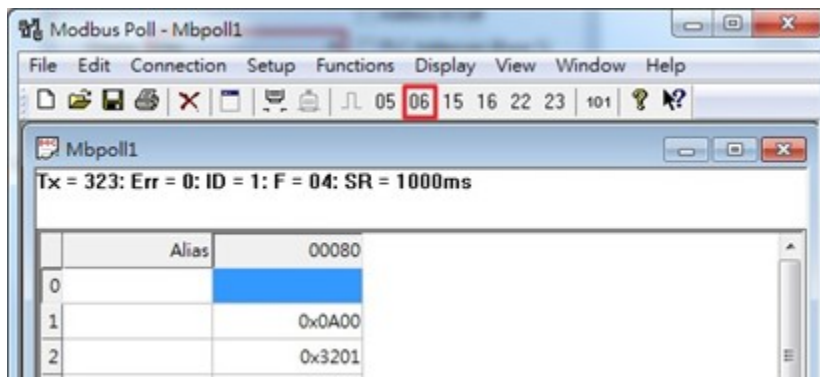 Modbus Poll - Mbpoll1
File Edit Connection Setup Functions Display View Window Help
05 06 15 16 22 23 101
Mbpoll1
Tx = 323: Err = 0: ID = 1: F = 04: SR = 1000ms
Alias 00080
0
1 0x0A00
2 0x3201